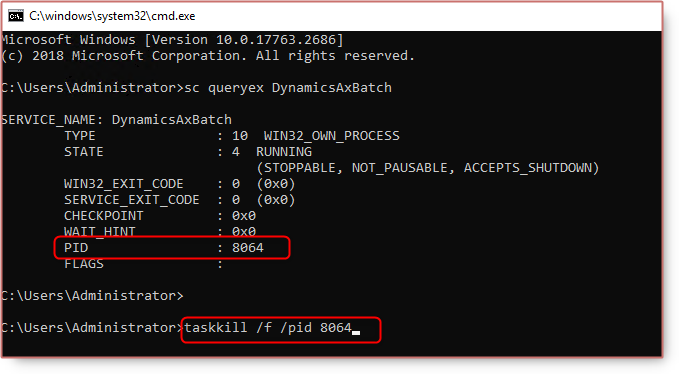 C:\windows\system32\cmd.exe
Microsoft Windows [Version 10.0.17763.2686]
(c) 2018 Microsoft Corporation. All rights reserved.
C:\Users\Administrator>sc queryex DynamicsAxBatch
SERVICE_NAME: DynamicsAxBatch
TYPE : 10 WIN32_OWN_PROCESS
STATE : 4 RUNNING
(STOPPABLE, NOT_PAUSABLE, ACCEPTS_SHUTDOWN)
WIN32_EXIT_CODE : 0 (0x0)
SERVICE_EXIT_CODE : 0 (0x0)
CHECKPOINT : 0x0
WAIT_HINT : 0x0
PID : 8064
FLAGS :
C:\Users\Administrator>
C:\Users\Administrator>taskkill /f /pid 8064